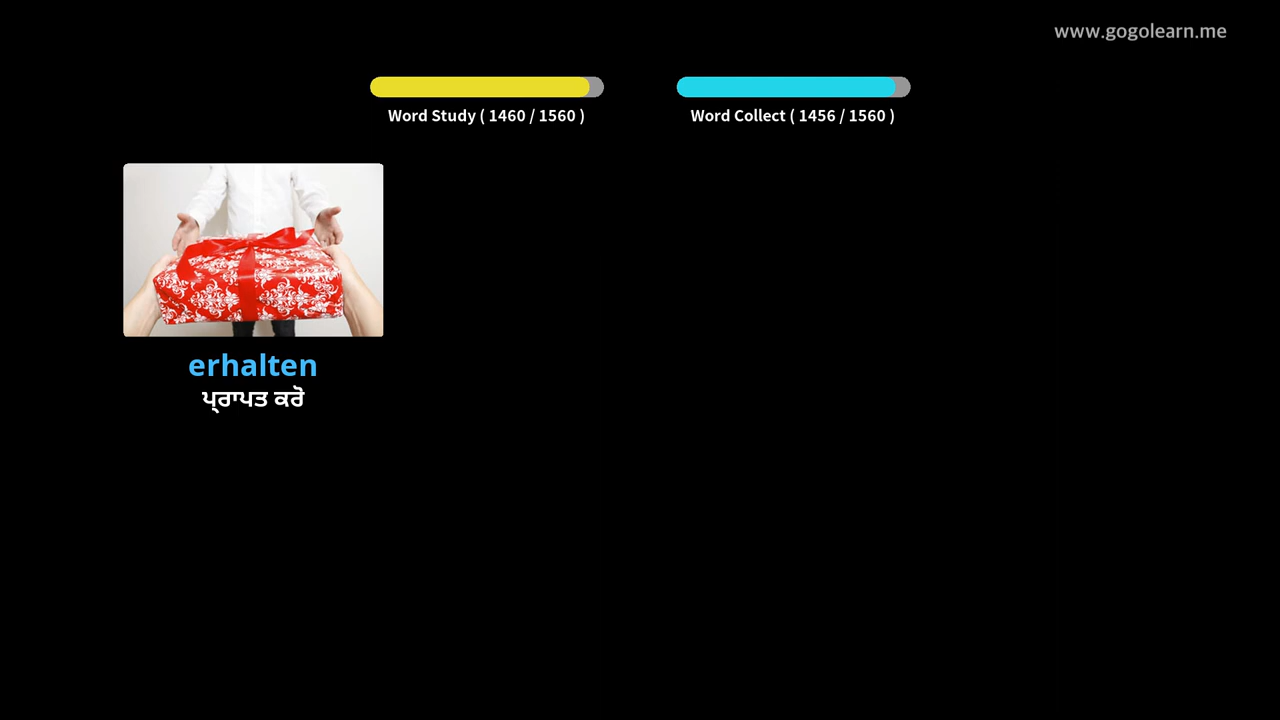 www.gogolearn.me
Word Study ( 1460 / 1560 )
Word Collect ( 1456 / 1560 )
erhalten
ਪ੍ਰਾਪਤ ਕਰੋ